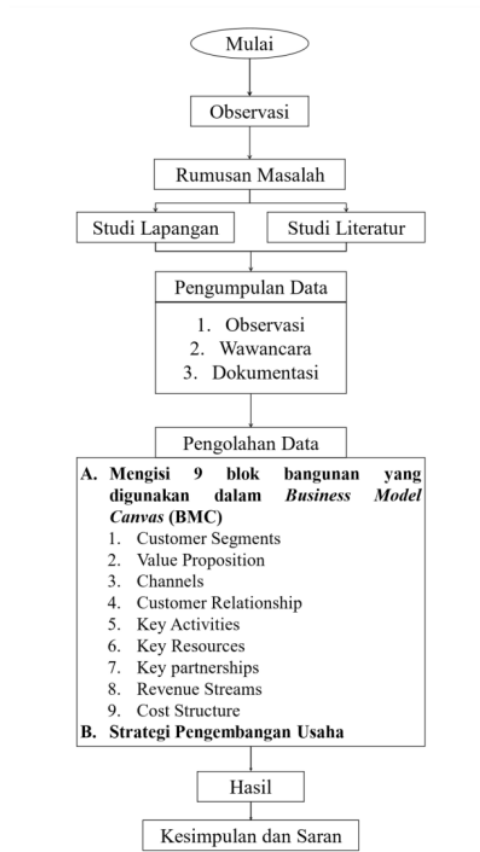 Mulai
Observasi
Rumusan Masalah
Studi Lapangan
Studi Literatur
Pengumpulan Data
1. Observasi
2. Wawancara
3. Dokumentasi
Pengolahan Data
A. Mengisi 9 blok bangunan yang
digunakan dalam Business Model
Canvas (BMC)
1. Customer Segments
2. Value Proposition
3. Channels
4. Customer Relationship
5. Key Activities
6. Key Resources
7. Key partnerships
8. Revenue Streams
9. Cost Structure
B. Strategi Pengembangan Usaha
Hasil
Kesimpulan dan Saran